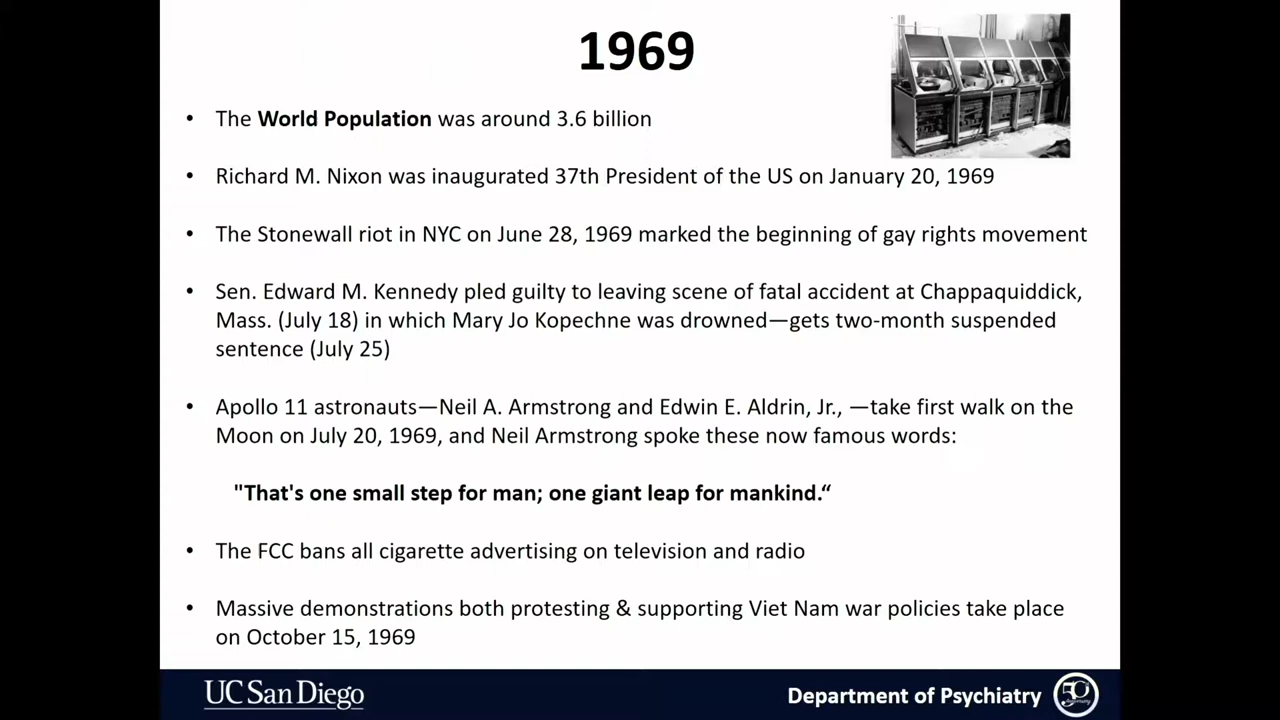 1969
• The World Population was around 3.6 billion
• Richard M. Nixon was inaugurated 37th President of the US on January 20, 1969
• The Stonewall riot in NYC on June 28, 1969 marked the beginning of gay rights movement
• Sen. Edward M. Kennedy pled guilty to leaving scene of fatal accident at Chappaquiddick,
Mass. (July 18) in which Mary Jo Kopechne was drowned—gets two-month suspended
sentence (July 25)
• Apollo 11 astronauts—Neil A. Armstrong and Edwin E. Aldrin, Jr., —take first walk on the
Moon on July 20, 1969, and Neil Armstrong spoke these now famous words:
"That's one small step for man; one giant leap for mankind.“
• The FCC bans all cigarette advertising on television and radio
• Massive demonstrations both protesting & supporting Viet Nam war policies take place
on October 15, 1969
UC San Diego
Department of Psychiatry
50